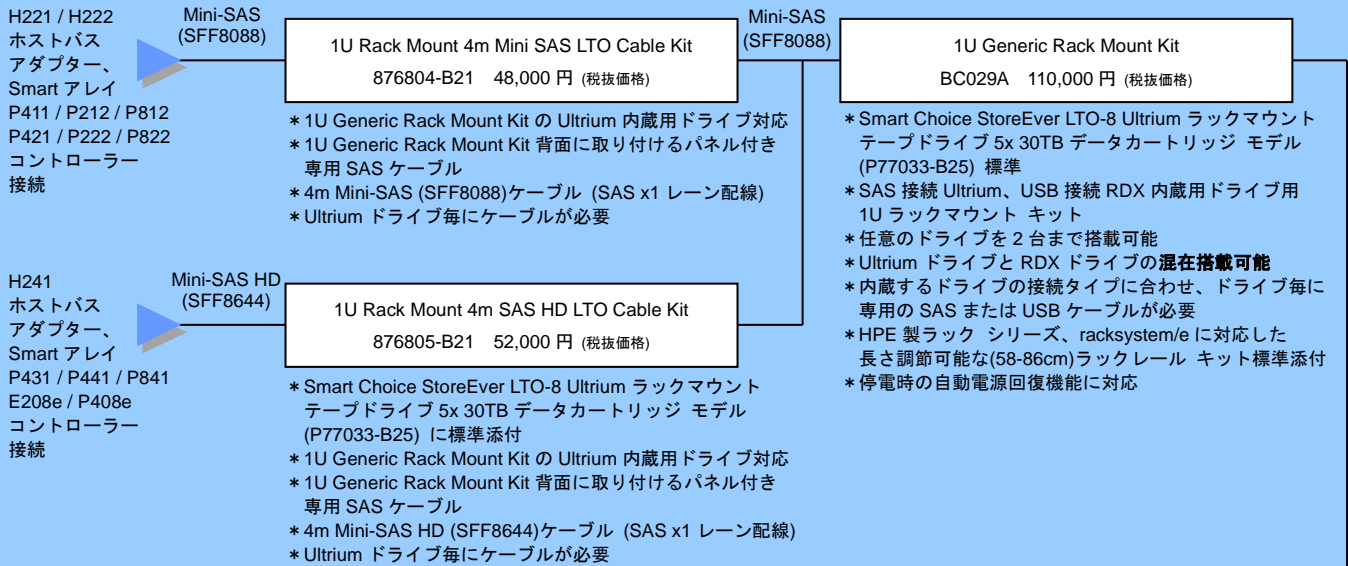 H221 / H222
ホストバス
アダプター、
Smart アレイ
P411 / P212 / P812
P421 / P222 / P822
コントローラー
接続
Mini-SAS
(SFF8088)
1U Rack Mount 4m Mini SAS LTO Cable Kit
876804-B21 48,000 円 (税抜価格)
*1U Generic Rack Mount Kit の Ultrium 内蔵用ドライブ対応
*1U Generic Rack Mount Kit 背面に取り付けるパネル付き
専用 SAS ケーブル
*4m Mini-SAS (SFF8088)ケーブル (SAS x1 レーン配線)
*Ultrium ドライブ毎にケーブルが必要
Mini-SAS
(SFF8088)
1U Generic Rack Mount Kit
BC029A 110,000 円 (税抜価格)
*Smart Choice StoreEver LTO-8 Ultrium ラックマウント
テープドライブ 5x 30TB データカートリッジ モデル
(P77033-B25) 標準
*SAS 接続 Ultrium、USB 接続 RDX 内蔵用ドライブ用
1U ラックマウント キット
*任意のドライブを 2 台まで搭載可能
*Ultrium ドライブと RDX ドライブの混在搭載可能
*内蔵するドライブの接続タイプに合わせ、ドライブ毎に
専用の SAS または USB ケーブルが必要
*HPE 製ラック シリーズ、racksystem/e に対応した
長さ調節可能な(58-86cm)ラックレール キット標準添付
*停電時の自動電源回復機能に対応
H241
ホストバス
アダプター、
Smart アレイ
P431 / P441 / P841
E208e / P408e
コントローラー
接続
Mini-SAS HD
(SFF8644)
1U Rack Mount 4m SAS HD LTO Cable Kit
876805-B21 52,000 円 (税抜価格)
*Smart Choice StoreEver LTO-8 Ultrium ラックマウント
テープドライブ 5x 30TB データカートリッジ モデル
(P77033-B25) に標準添付
*1U Generic Rack Mount Kit の Ultrium 内蔵用ドライブ対応
*1U Generic Rack Mount Kit 背面に取り付けるパネル付き
専用 SAS ケーブル
*4m Mini-SAS HD (SFF8644)ケーブル (SAS x1 レーン配線)
*Ultrium ドライブ毎にケーブルが必要